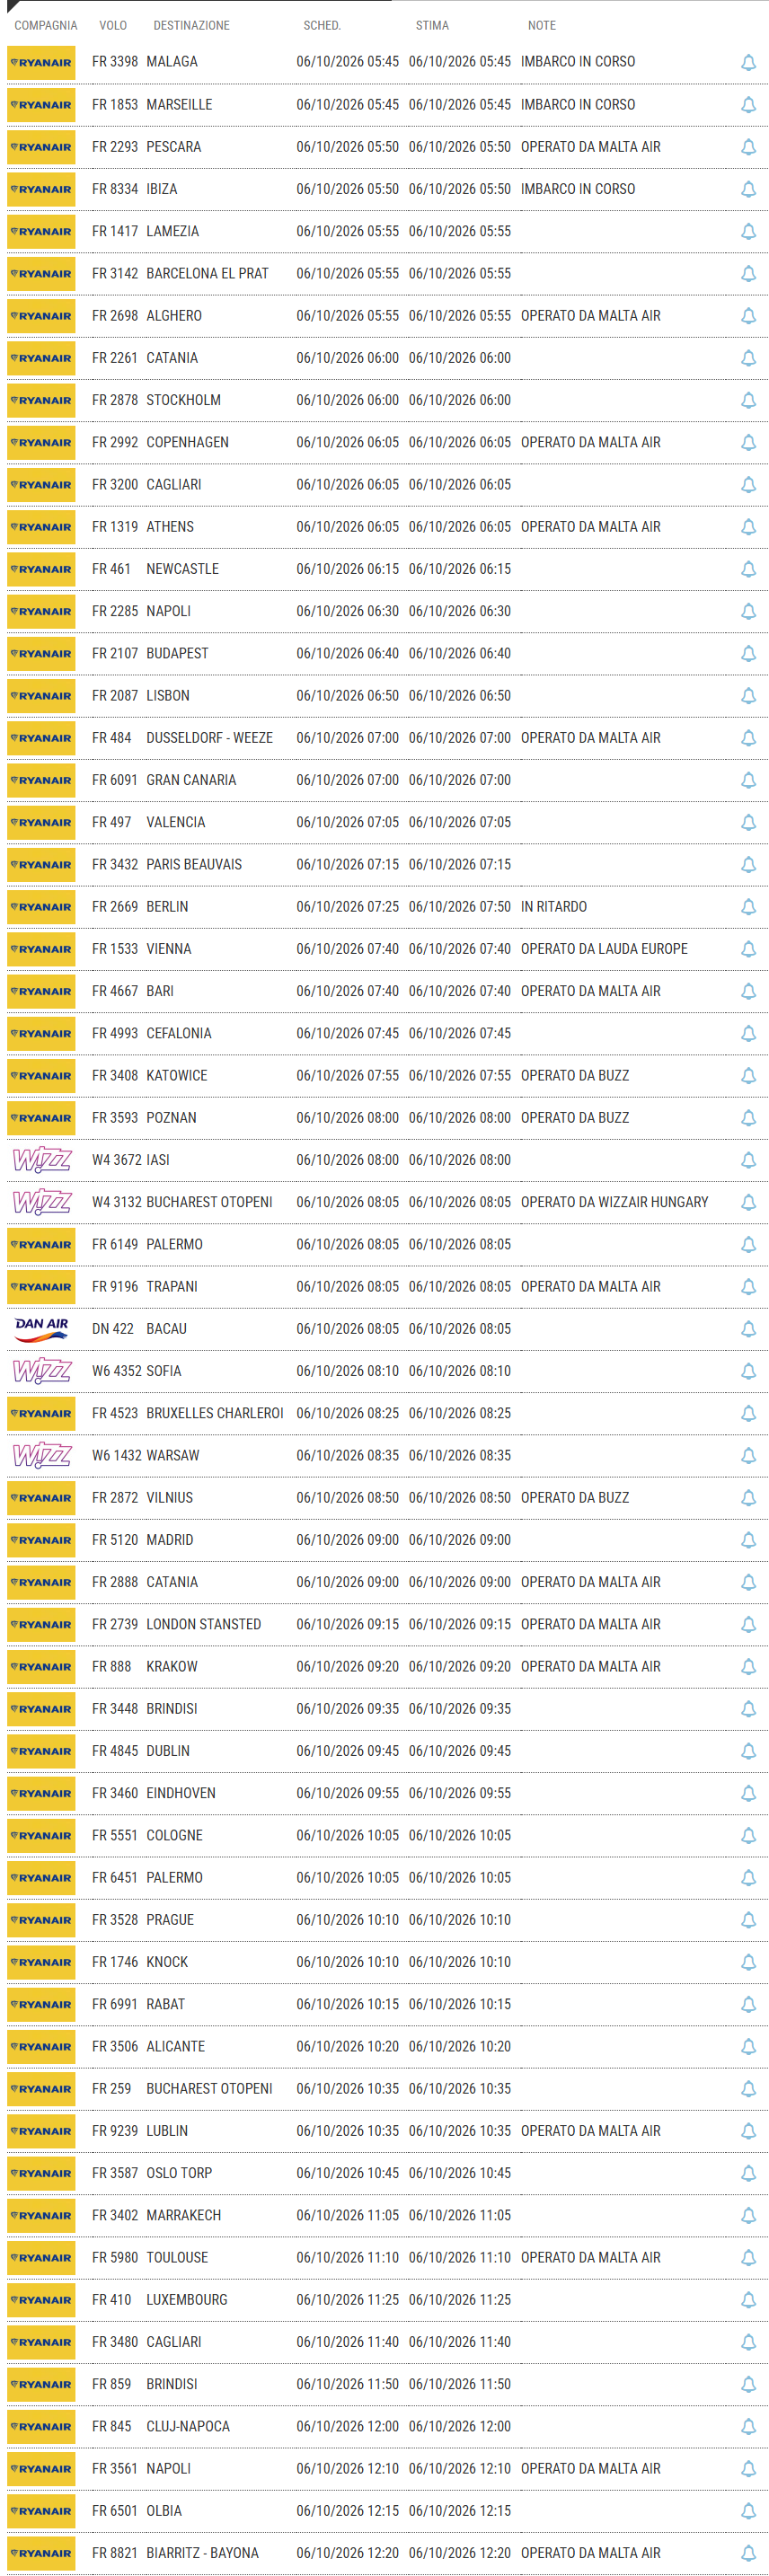 COMPAGNIA VOLO DESTINAZIONE SCHED. STIMA NOTE
RYANAIR FR 3398 MALAGA 06/10/2026 05:45 06/10/2026 05:45 IMBARCO IN CORSO
RYANAIR FR 1853 MARSEILLE 06/10/2026 05:45 06/10/2026 05:45 IMBARCO IN CORSO
RYANAIR FR 2293 PESCARA 06/10/2026 05:50 06/10/2026 05:50 OPERATO DA MALTA AIR
RYANAIR FR 8334 IBIZA 06/10/2026 05:50 06/10/2026 05:50 IMBARCO IN CORSO
RYANAIR FR 1417 LAMEZIA 06/10/2026 05:55 06/10/2026 05:55
RYANAIR FR 3142 BARCELONA EL PRAT 06/10/2026 05:55 06/10/2026 05:55
RYANAIR FR 2698 ALGHERO 06/10/2026 05:55 06/10/2026 05:55 OPERATO DA MALTA AIR
RYANAIR FR 2261 CATANIA 06/10/2026 06:00 06/10/2026 06:00
RYANAIR FR 2878 STOCKHOLM 06/10/2026 06:00 06/10/2026 06:00
RYANAIR FR 2992 COPENHAGEN 06/10/2026 06:05 06/10/2026 06:05 OPERATO DA MALTA AIR
RYANAIR FR 3200 CAGLIARI 06/10/2026 06:05 06/10/2026 06:05
RYANAIR FR 1319 ATHENS 06/10/2026 06:05 06/10/2026 06:05 OPERATO DA MALTA AIR
RYANAIR FR 461 NEWCASTLE 06/10/2026 06:15 06/10/2026 06:15
RYANAIR FR 2285 NAPOLI 06/10/2026 06:30 06/10/2026 06:30
RYANAIR FR 2107 BUDAPEST 06/10/2026 06:40 06/10/2026 06:40
RYANAIR FR 2087 LISBON 06/10/2026 06:50 06/10/2026 06:50
RYANAIR FR 484 DUSSELDORF - WEEZE 06/10/2026 07:00 06/10/2026 07:00 OPERATO DA MALTA AIR
RYANAIR FR 6091 GRAN CANARIA 06/10/2026 07:00 06/10/2026 07:00
RYANAIR FR 497 VALENCIA 06/10/2026 07:05 06/10/2026 07:05
RYANAIR FR 3432 PARIS BEAUVAIS 06/10/2026 07:15 06/10/2026 07:15
RYANAIR FR 2669 BERLIN 06/10/2026 07:25 06/10/2026 07:50 IN RITARDO
RYANAIR FR 1533 VIENNA 06/10/2026 07:40 06/10/2026 07:40 OPERATO DA LAUDA EUROPE
RYANAIR FR 4667 BARI 06/10/2026 07:40 06/10/2026 07:40 OPERATO DA MALTA AIR
RYANAIR FR 4993 CEFALONIA 06/10/2026 07:45 06/10/2026 07:45
RYANAIR FR 3408 KATOWICE 06/10/2026 07:55 06/10/2026 07:55 OPERATO DA BUZZ
RYANAIR FR 3593 POZNAN 06/10/2026 08:00 06/10/2026 08:00 OPERATO DA BUZZ
WIZZ W4 3672 IASI 06/10/2026 08:00 06/10/2026 08:00
WIZZ W4 3132 BUCHAREST OTOPENI 06/10/2026 08:05 06/10/2026 08:05 OPERATO DA WIZZAIR HUNGARY
RYANAIR FR 6149 PALERMO 06/10/2026 08:05 06/10/2026 08:05
RYANAIR FR 9196 TRAPANI 06/10/2026 08:05 06/10/2026 08:05 OPERATO DA MALTA AIR
DAN AIR DN 422 BACAU 06/10/2026 08:05 06/10/2026 08:05
WIZZ W6 4352 SOFIA 06/10/2026 08:10 06/10/2026 08:10
RYANAIR FR 4523 BRUXELLES CHARLEROI 06/10/2026 08:25 06/10/2026 08:25
WIZZ W6 1432 WARSAW 06/10/2026 08:35 06/10/2026 08:35
RYANAIR FR 2872 VILNIUS 06/10/2026 08:50 06/10/2026 08:50 OPERATO DA BUZZ
RYANAIR FR 5120 MADRID 06/10/2026 09:00 06/10/2026 09:00
RYANAIR FR 2888 CATANIA 06/10/2026 09:00 06/10/2026 09:00 OPERATO DA MALTA AIR
RYANAIR FR 2739 LONDON STANSTED 06/10/2026 09:15 06/10/2026 09:15 OPERATO DA MALTA AIR
RYANAIR FR 888 KRAKOW 06/10/2026 09:20 06/10/2026 09:20 OPERATO DA MALTA AIR
RYANAIR FR 3448 BRINDISI 06/10/2026 09:35 06/10/2026 09:35
RYANAIR FR 4845 DUBLIN 06/10/2026 09:45 06/10/2026 09:45
RYANAIR FR 3460 EINDHOVEN 06/10/2026 09:55 06/10/2026 09:55
RYANAIR FR 5551 COLOGNE 06/10/2026 10:05 06/10/2026 10:05
RYANAIR FR 6451 PALERMO 06/10/2026 10:05 06/10/2026 10:05
RYANAIR FR 3528 PRAGUE 06/10/2026 10:10 06/10/2026 10:10
RYANAIR FR 1746 KNOCK 06/10/2026 10:10 06/10/2026 10:10
RYANAIR FR 6991 RABAT 06/10/2026 10:15 06/10/2026 10:15
RYANAIR FR 3506 ALICANTE 06/10/2026 10:20 06/10/2026 10:20
RYANAIR FR 259 BUCHAREST OTOPENI 06/10/2026 10:35 06/10/2026 10:35
RYANAIR FR 9239 LUBLIN 06/10/2026 10:35 06/10/2026 10:35 OPERATO DA MALTA AIR
RYANAIR FR 3587 OSLO TORP 06/10/2026 10:45 06/10/2026 10:45
RYANAIR FR 3402 MARRAKECH 06/10/2026 11:05 06/10/2026 11:05
RYANAIR FR 5980 TOULOUSE 06/10/2026 11:10 06/10/2026 11:10 OPERATO DA MALTA AIR
RYANAIR FR 410 LUXEMBOURG 06/10/2026 11:25 06/10/2026 11:25
RYANAIR FR 3480 CAGLIARI 06/10/2026 11:40 06/10/2026 11:40
RYANAIR FR 859 BRINDISI 06/10/2026 11:50 06/10/2026 11:50
RYANAIR FR 845 CLUJ-NAPOCA 06/10/2026 12:00 06/10/2026 12:00
RYANAIR FR 3561 NAPOLI 06/10/2026 12:10 06/10/2026 12:10 OPERATO DA MALTA AIR
RYANAIR FR 6501 OLBIA 06/10/2026 12:15 06/10/2026 12:15
RYANAIR FR 8821 BIARRITZ - BAYONA 06/10/2026 12:20 06/10/2026 12:20 OPERATO DA MALTA AIR